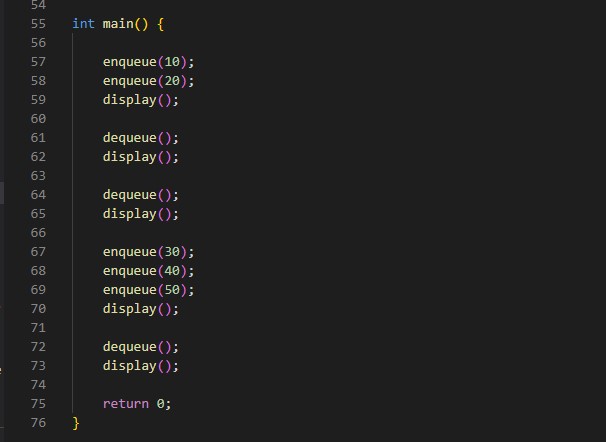 54
55 int main() {
56
57 enqueue(10);
58 enqueue(20);
59 display();
60
61 dequeue();
62 display();
63
64 dequeue();
65 display();
66
67 enqueue(30);
68 enqueue(40);
69 enqueue(50);
70 display();
71
72 dequeue();
73 display();
74
75 return 0;
76 }